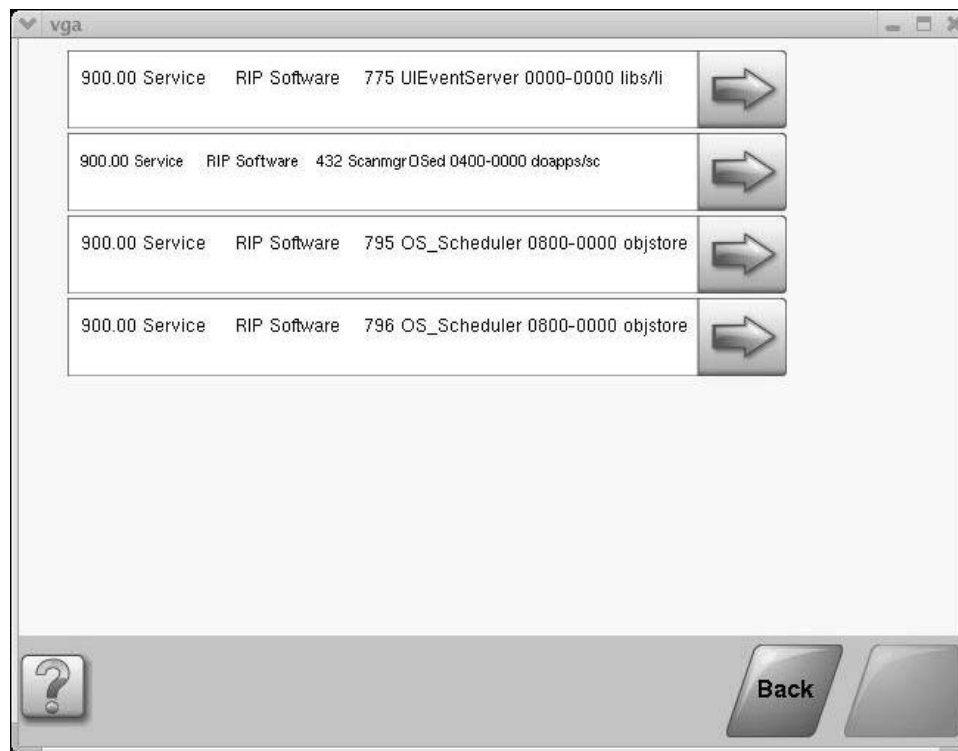 vga
900.00 Service RIP Software 775 UIEventServer 0000-0000 libs/li
900.00 Service RIP Software 432 ScanmgrOSed 0400-0000 doapps/sc
900.00 Service RIP Software 795 OS_Scheduler 0800-0000 objstore
900.00 Service RIP Software 796 OS_Scheduler 0800-0000 objstore
?
Back